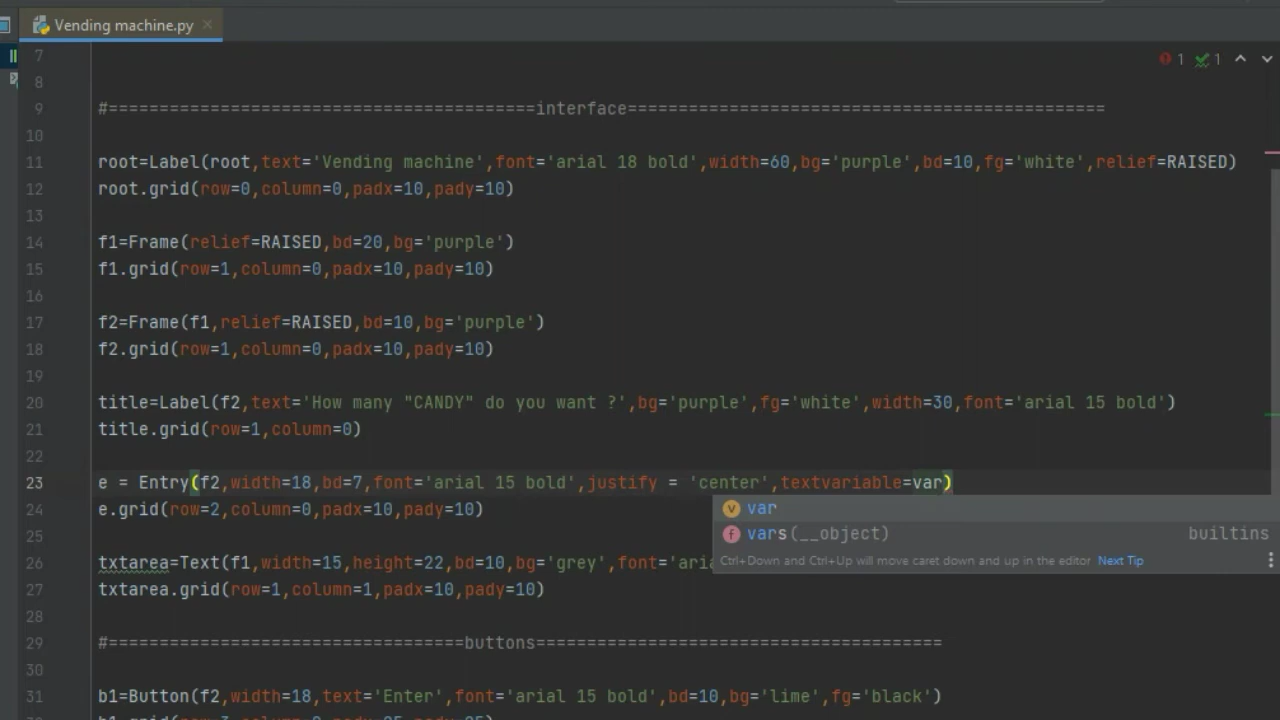 Vending machine.py
7
1 1
8
9 #==========================================interface===============================================
10
11 root=Label(root,text='Vending machine',font='arial 18 bold',width=60,bg='purple',bd=10,fg='white',relief=RAISED)
12 root.grid(row=0,column=0,padx=10,pady=10)
13
14 f1=Frame(relief=RAISED,bd=20,bg='purple')
15 f1.grid(row=1,column=0,padx=10,pady=10)
16
17 f2=Frame(f1,relief=RAISED,bd=10,bg='purple')
18 f2.grid(row=1,column=0,padx=10,pady=10)
19
20 title=Label(f2,text='How many "CANDY" do you want ?',bg='purple',fg='white',width=30,font='arial 15 bold')
21 title.grid(row=1,column=0)
22
23 e = Entry(f2,width=18,bd=7,font='arial 15 bold',justify = 'center',textvariable=var)
24 e.grid(row=2,column=0,padx=10,pady=10)
var
25
vars(__object) builtins
Ctrl+Down and Ctrl+Up will move caret down and up in the editor Next Tip
26 txtarea=Text(f1,width=15,height=22,bd=10,bg='grey',font='aria
27 txtarea.grid(row=1,column=1,padx=10,pady=10)
28
29 #===================================buttons========================================
30
31 b1=Button(f2,width=18,text='Enter',font='arial 15 bold',bd=10,bg='lime',fg='black')